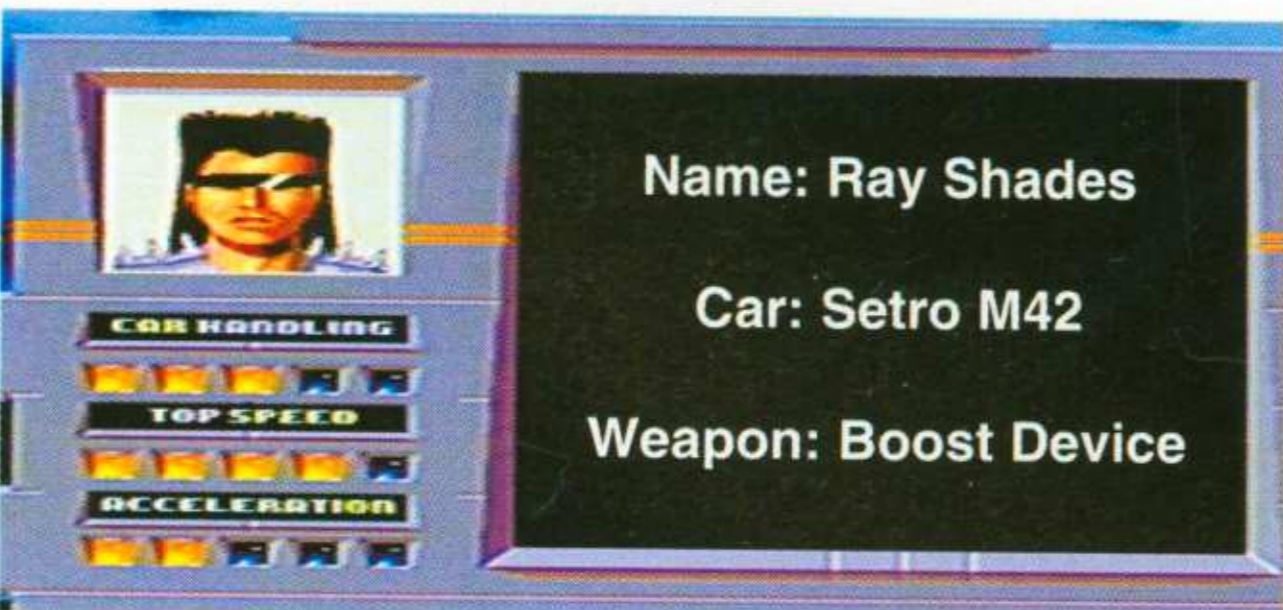 Name: Ray Shades
Car: Setro M42
Weapon: Boost Device
CAR HANDLING
TOP SPEED
ACCELERATION